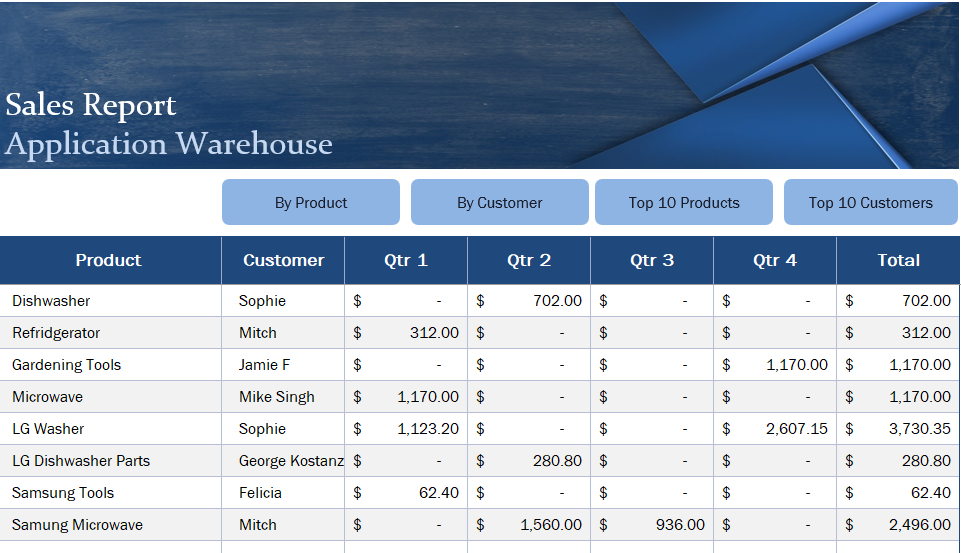 Sales Report
Application Warehouse
By Product By Customer Top 10 Products Top 10 Customers
Product Customer Qtr 1 Qtr 2 Qtr 3 Qtr 4 Total
Dishwasher Sophie $ - $ 702.00 $ - $ - $ 702.00
Refridgerator Mitch $ 312.00 $ - $ - $ - $ 312.00
Gardening Tools Jamie F $ - $ - $ - $ 1,170.00 $ 1,170.00
Microwave Mike Singh $ 1,170.00 $ - $ - $ - $ 1,170.00
LG Washer Sophie $ 1,123.20 $ - $ - $ 2,607.15 $ 3,730.35
LG Dishwasher Parts George Kostanz $ - $ 280.80 $ - $ - $ 280.80
Samsung Tools Felicia $ 62.40 $ - $ - $ - $ 62.40
Samung Microwave Mitch $ - $ 1,560.00 $ 936.00 $ - $ 2,496.00